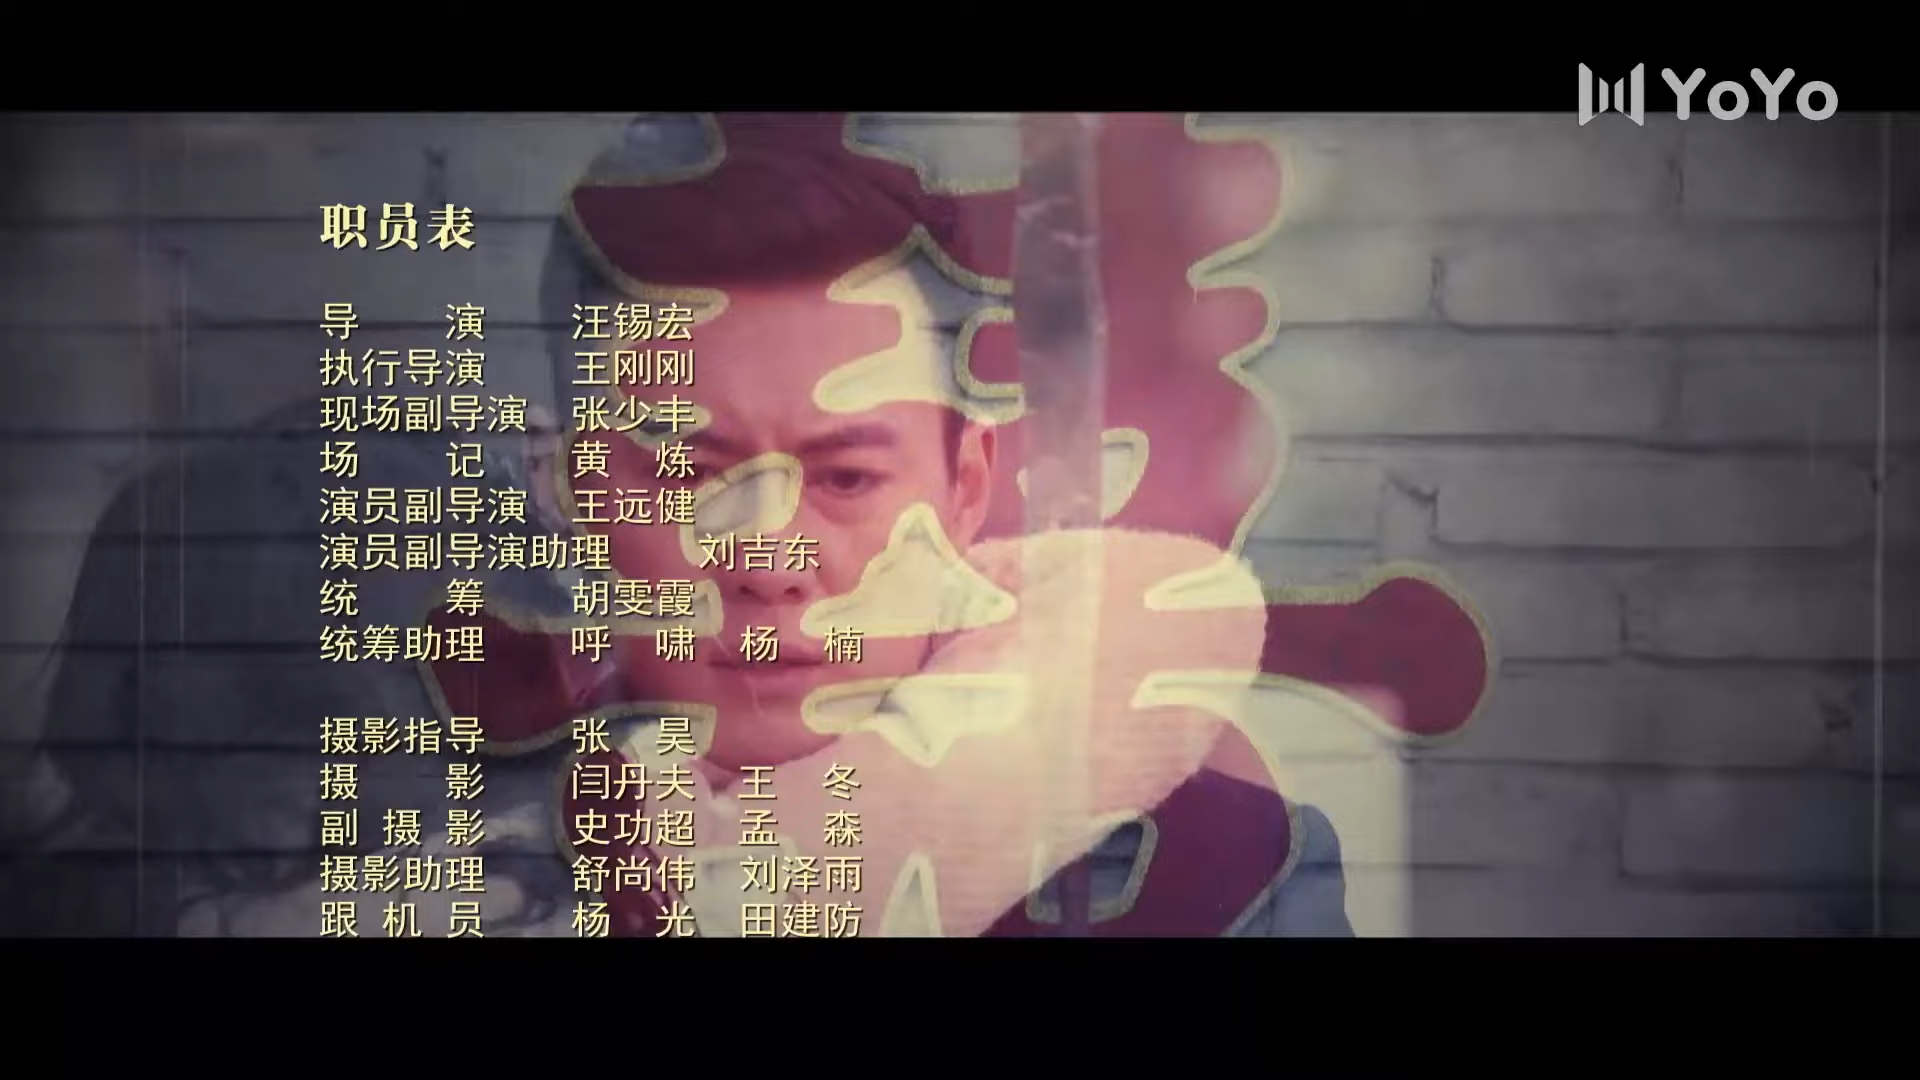 YoYo
职员表
导 演 汪锡宏
执行导演 王刚刚
现场副导演 张少丰
场 记 黄 炼
演员副导演 王远健
演员副导演助理 刘吉东
统 筹 胡雯霞
统筹助理 呼 啸 杨 楠
摄影指导 张 昊
摄 影 闫丹夫 王 冬
副 摄 影 史功超 孟 森
摄影助理 舒尚伟 刘泽雨
跟 机 员 杨 光 田建防